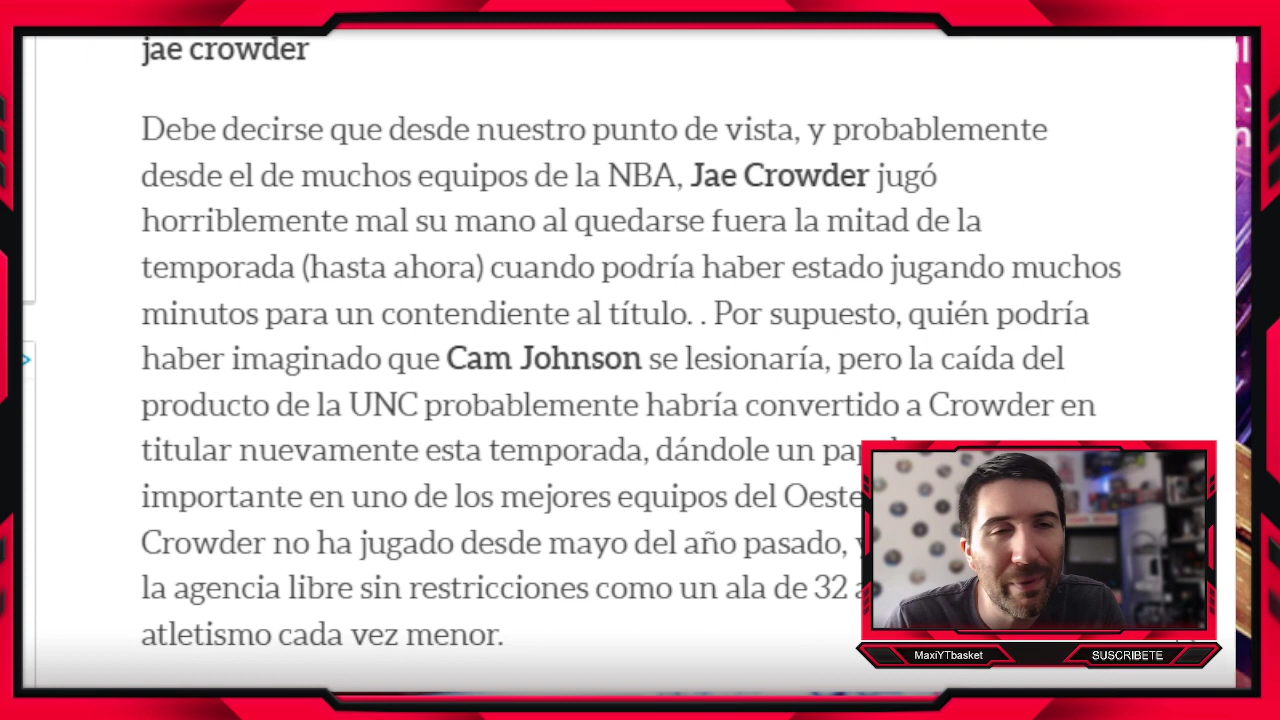 jae crowder
Debe decirse que desde nuestro punto de vista, y probablemente
desde el de muchos equipos de la NBA, Jae Crowder jugó
horriblemente mal su mano al quedarse fuera la mitad de la
temporada (hasta ahora) cuando podría haber estado jugando muchos
minutos para un contendiente al título. . Por supuesto, quién podría
haber imaginado que Cam Johnson se lesionaría, pero la caída del
producto de la UNC probablemente habría convertido a Crowder en
titular nuevamente esta temporada, dándole un
importante en uno de los mejores equipos del Oeste
Crowder no ha jugado desde mayo del año pasado,
la agencia libre sin restricciones como un ala de 32
atletismo cada vez menor.
MaxiYTbasket
SUSCRIBETE